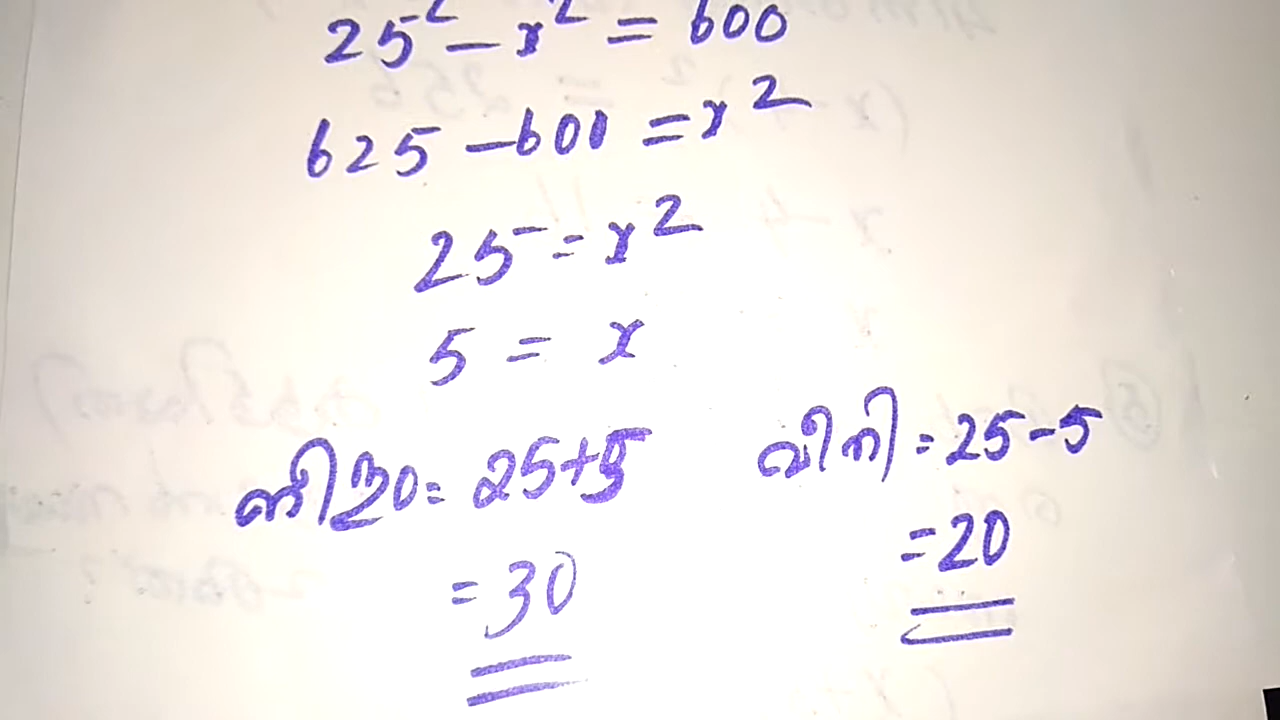 25² - x² = 600
625 - 600 = x²
25 = x²
5 = x
നീളം = 25+5 വീതി = 25-5
= 30 = 20